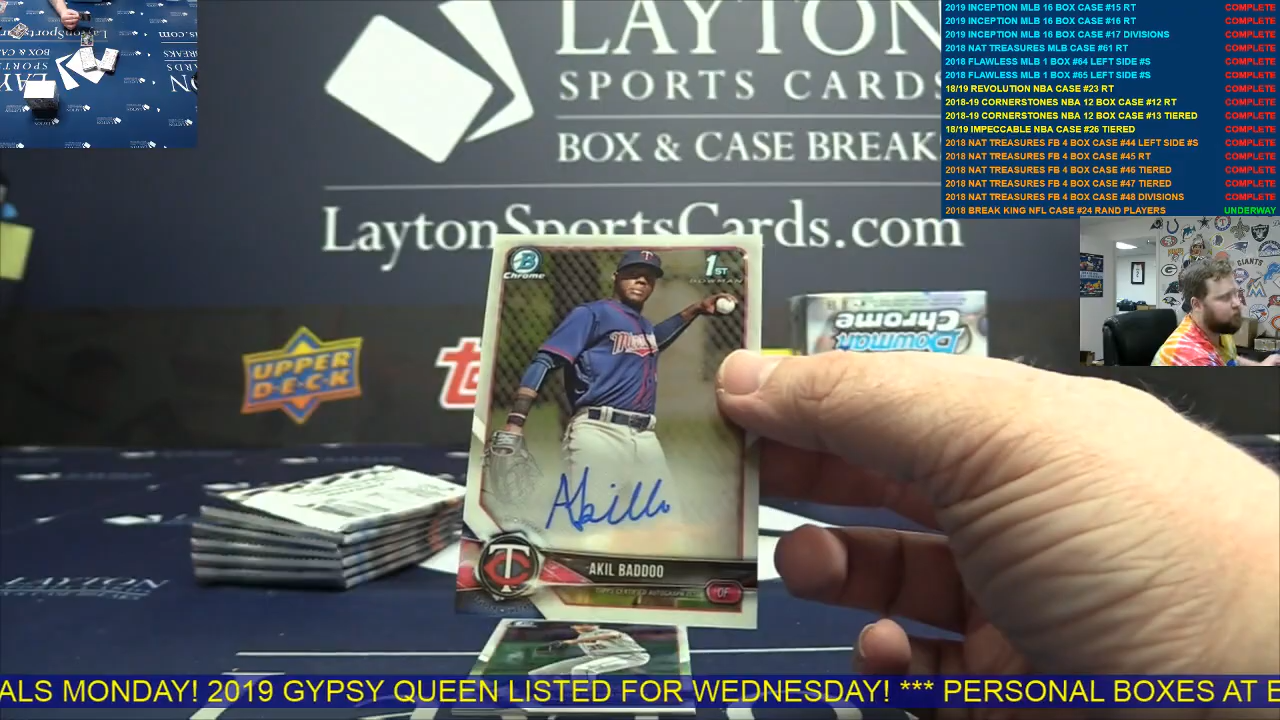 LAYTON
SPORTS CARDS
BOX & CASE BREAK
LaytonSportsCards.com
2019 INCEPTION MLB 16 BOX CASE #15 RT COMPLETE
2019 INCEPTION MLB 16 BOX CASE #16 RT COMPLETE
2019 INCEPTION MLB 16 BOX CASE #17 DIVISIONS COMPLETE
2018 NAT TREASURES MLB CASE #61 RT COMPLETE
2018 FLAWLESS MLB 1 BOX #64 LEFT SIDE #S COMPLETE
2018 FLAWLESS MLB 1 BOX #65 LEFT SIDE #S COMPLETE
18/19 REVOLUTION NBA CASE #23 RT COMPLETE
2018-19 CORNERSTONES NBA 12 BOX CASE #12 RT COMPLETE
2018-19 CORNERSTONES NBA 12 BOX CASE #13 TIERED COMPLETE
18/19 IMPECCABLE NBA CASE #26 TIERED COMPLETE
2018 NAT TREASURES FB 4 BOX CASE #44 LEFT SIDE #S COMPLETE
2018 NAT TREASURES FB 4 BOX CASE #45 RT COMPLETE
2018 NAT TREASURES FB 4 BOX CASE #46 TIERED COMPLETE
2018 NAT TREASURES FB 4 BOX CASE #47 TIERED COMPLETE
2018 NAT TREASURES FB 4 BOX CASE #48 DIVISIONS COMPLETE
2018 BREAK KING NFL CASE #24 RAND PLAYERS UNDERWAY
GIANTS
B
Chrome
1ST
BOWMAN
UPPER
D·E·C·K
Bowman
Chrome
AKIL BADDOO
TOPPS CERTIFIED AUTOGRAPH
OF
ALS MONDAY! 2019 GYPSY QUEEN LISTED FOR WEDNESDAY! *** PERSONAL BOXES AT E